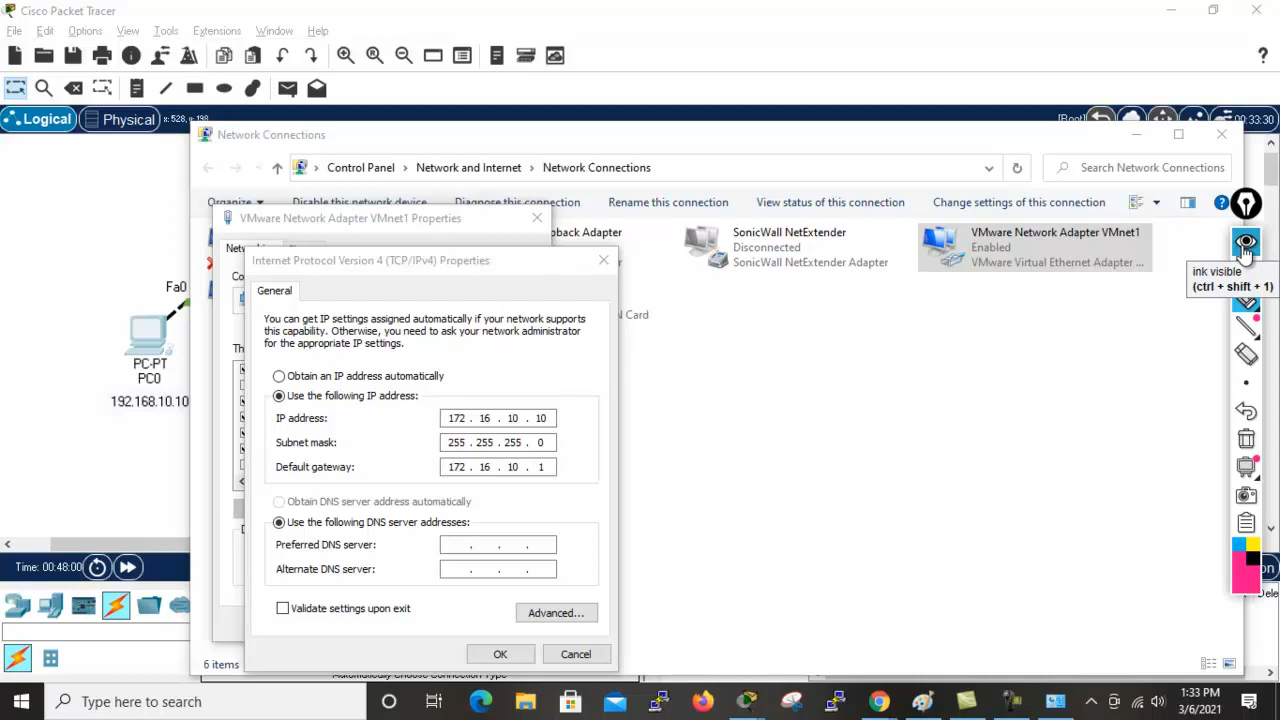 Cisco Packet Tracer
File Edit Options View Tools Extensions Window Help
?
Logical Physical x: 528, y: 198 [Root] 00:33:30
Network Connections
Control Panel > Network and Internet > Network Connections
Search Network Connections
Organize Disable this network device Diagnose this connection Rename this connection View status of this connection Change settings of this connection
VMware Network Adapter VMnet1 Properties
SonicWall NetExtender
Disconnected
SonicWall NetExtender Adapter
VMware Network Adapter VMnet1
Enabled
VMware Virtual Ethernet Adapter ...
Internet Protocol Version 4 (TCP/IPv4) Properties
ink visible
(ctrl + shift + 1)
General
You can get IP settings assigned automatically if your network supports
this capability. Otherwise, you need to ask your network administrator
for the appropriate IP settings.
Obtain an IP address automatically
Use the following IP address:
IP address: 172 . 16 . 10 . 10
Subnet mask: 255 . 255 . 255 . 0
Default gateway: 172 . 16 . 10 . 1
Obtain DNS server address automatically
Use the following DNS server addresses:
Preferred DNS server: . . .
Alternate DNS server: . . .
Validate settings upon exit
Advanced...
OK Cancel
Fa0
PC-PT
PC0
192.168.10.10
N Card
Time: 00:48:00
6 items
Automatically Choose Connection Type
Type here to search
1:33 PM
3/6/2021